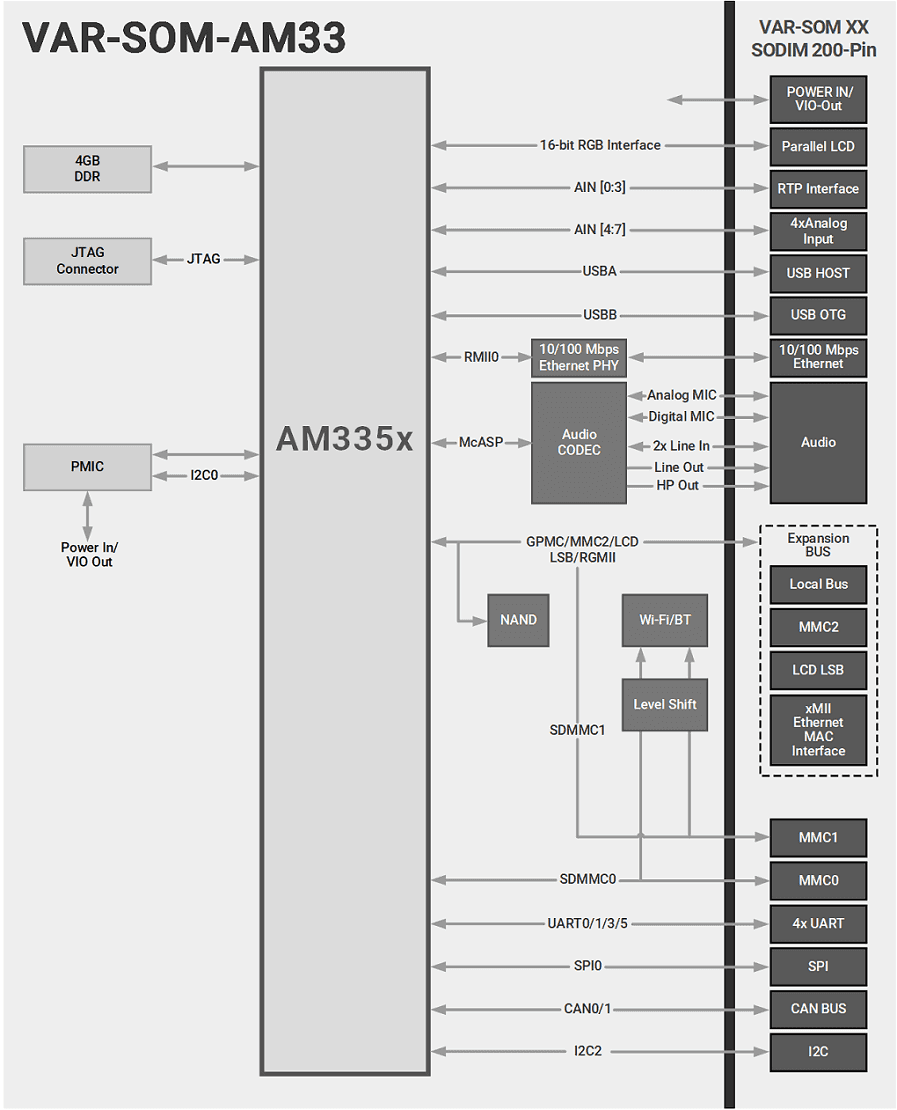 VAR-SOM-AM33
VAR-SOM XX
SODIM 200-Pin
POWER IN/
VIO-Out
16-bit RGB Interface
Parallel LCD
4GB
DDR
AIN [0:3]
RTP Interface
AIN [4:7]
4xAnalog
Input
JTAG
Connector
JTAG
USBA
USB HOST
USBB
USB OTG
RMII0
10/100 Mbps
Ethernet PHY
10/100 Mbps
Ethernet
AM335x
McASP
Audio
CODEC
Analog MIC
Digital MIC
2x Line In
Line Out
HP Out
Audio
PMIC
I2C0
Power In/
VIO Out
GPMC/MMC2/LCD
LSB/RGMII
Expansion
BUS
Local Bus
MMC2
LCD LSB
xMII
Ethernet
MAC
Interface
NAND
Wi-Fi/BT
Level Shift
SDMMC1
MMC1
SDMMC0
MMC0
UART0/1/3/5
4x UART
SPI0
SPI
CAN0/1
CAN BUS
I2C2
I2C